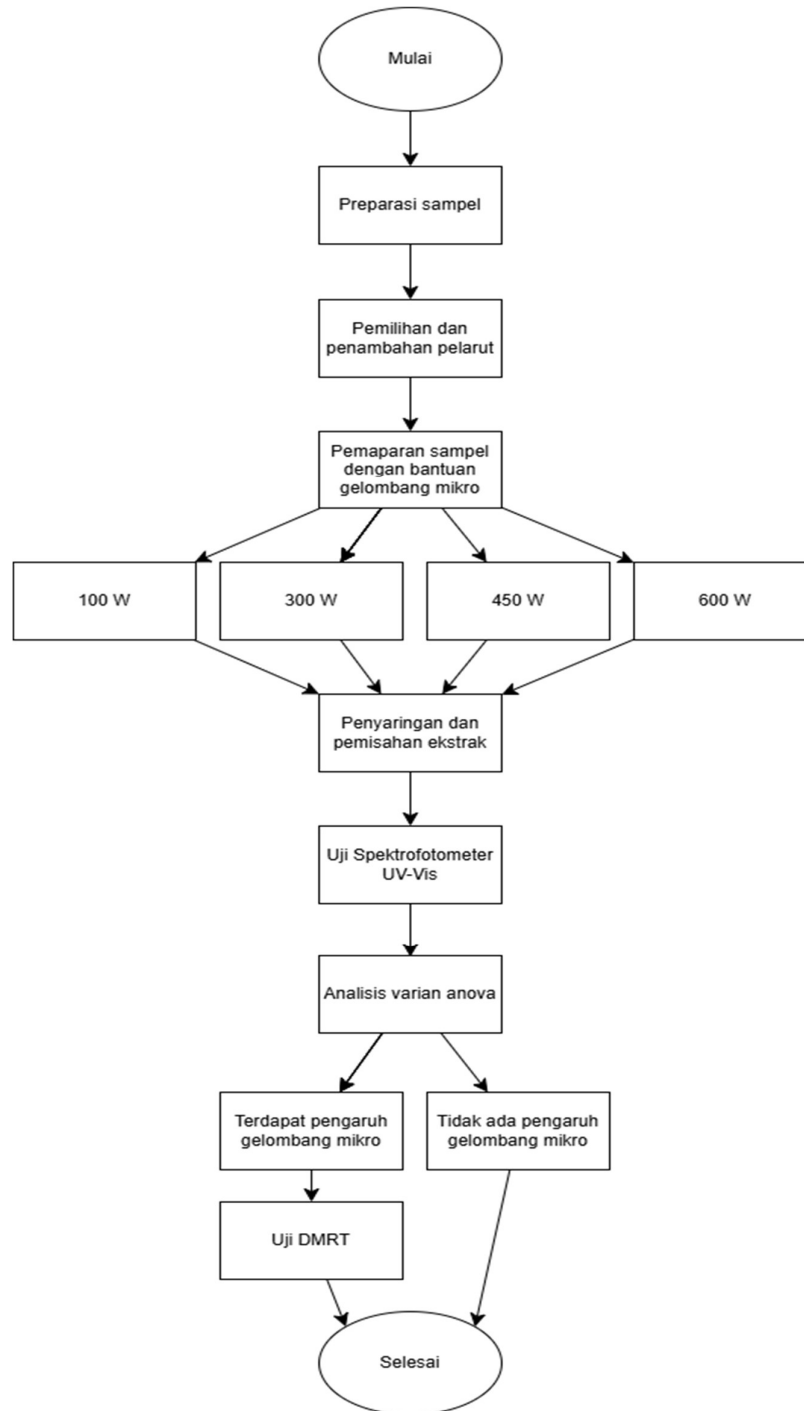 Mulai
Preparasi sampel
Pemilihan dan
penambahan pelarut
Pemaparan sampel
dengan bantuan
gelombang mikro
100 W
300 W
450 W
600 W
Penyaringan dan
pemisahan ekstrak
Uji Spektrofotometer
UV-Vis
Analisis varian anova
Terdapat pengaruh
gelombang mikro
Tidak ada pengaruh
gelombang mikro
Uji DMRT
Selesai